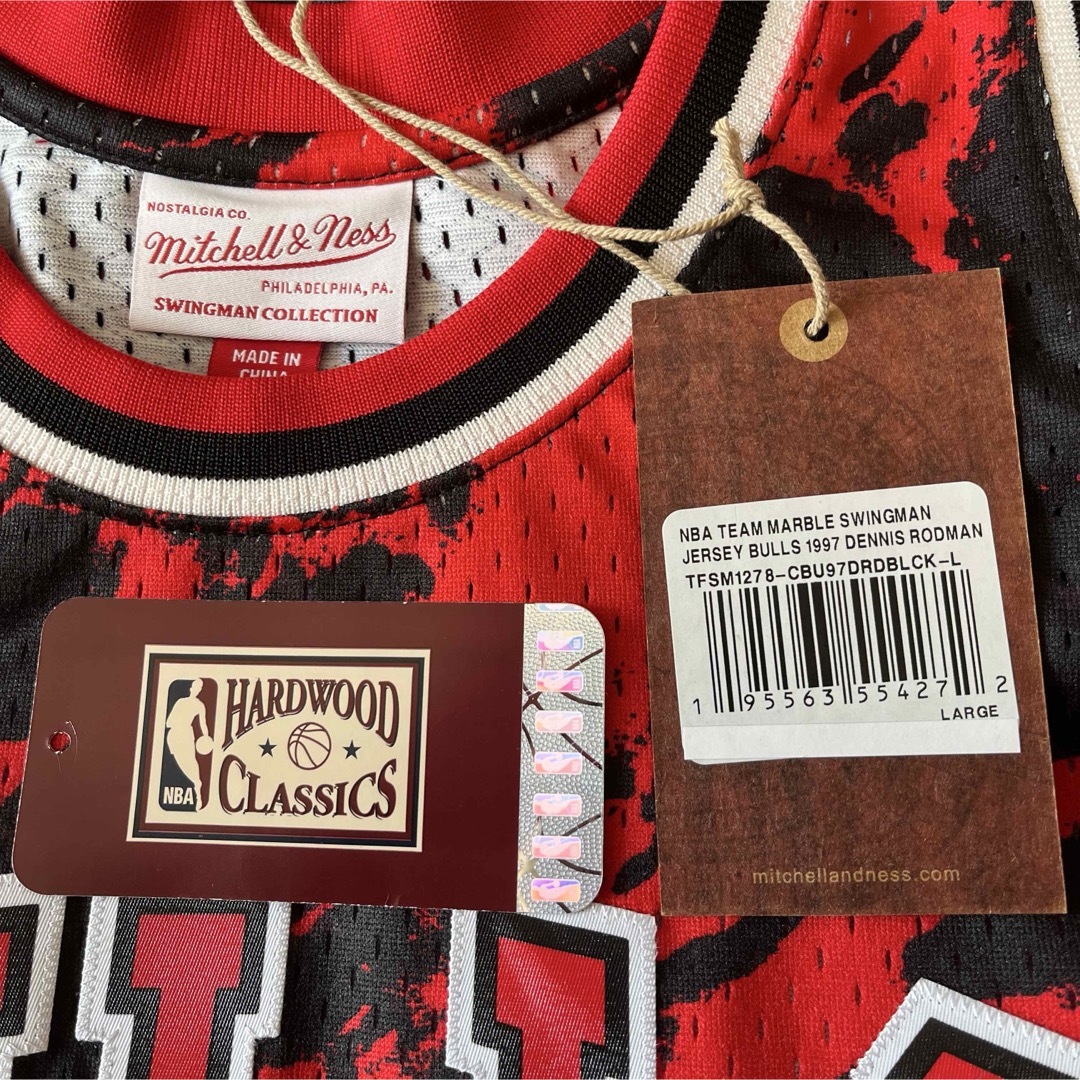 NOSTALGIA CO.
Mitchell & Ness
PHILADELPHIA, PA.
SWINGMAN COLLECTION
MADE IN
CHINA
NBA TEAM MARBLE SWINGMAN
JERSEY BULLS 1997 DENNIS RODMAN
TFSM1278-CBU97DRDBLCK-L
1 95563 55427 2
LARGE
mitchellandness.com
HARDWOOD
CLASSICS
NBA